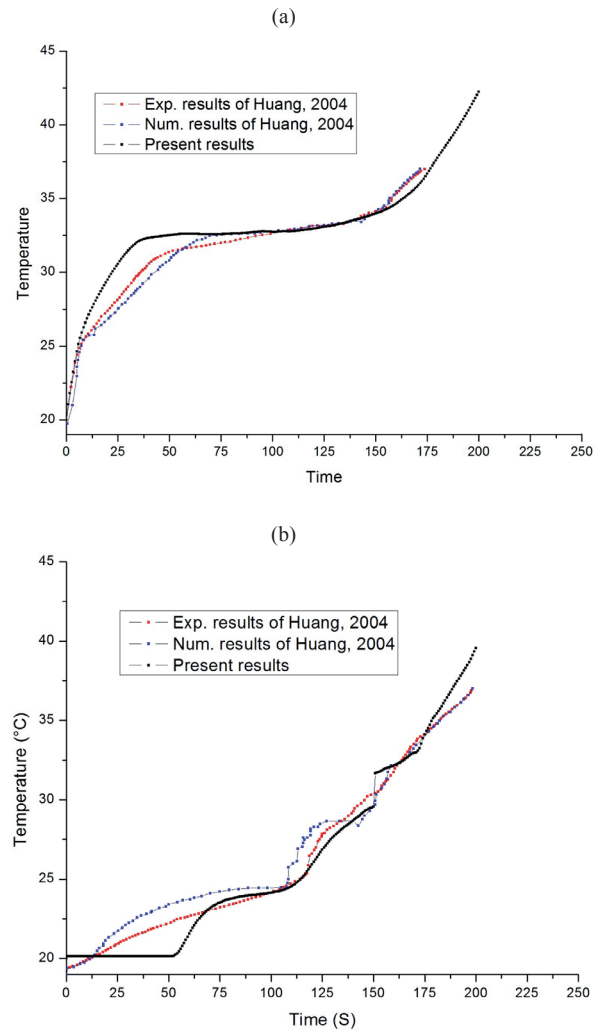 (a)
45
40
35
30
25
20
Temperature
Exp. results of Huang, 2004
Num. results of Huang, 2004
Present results
0 25 50 75 100 125 150 175 200 225 250
Time
(b)
45
40
35
30
25
20
Temperature (°C)
Exp. results of Huang, 2004
Num. results of Huang, 2004
Present results
0 25 50 75 100 125 150 175 200 225 250
Time (S)